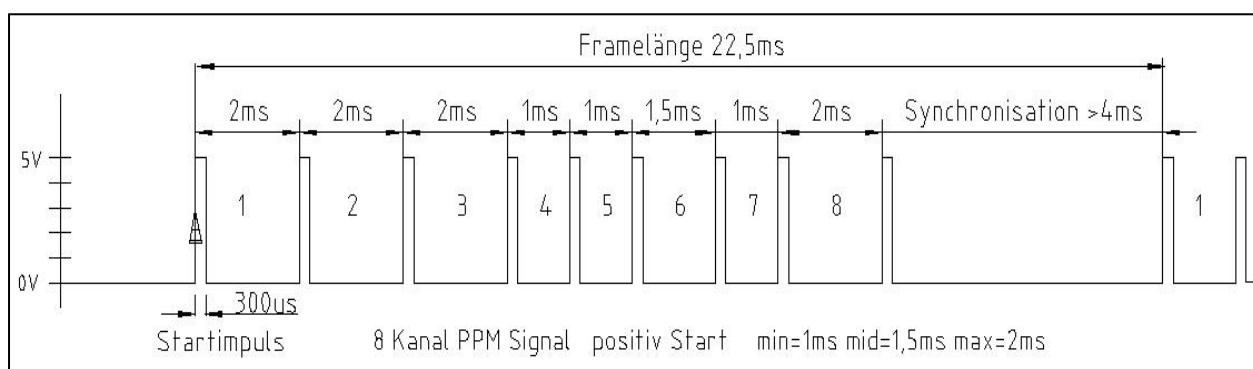 Framelänge 22,5ms
2ms 2ms 2ms 1ms 1ms 1,5ms 1ms 2ms Synchronisation >4ms
5V
1 2 3 4 5 6 7 8 1
0V
300us
Startimpuls 8 Kanal PPM Signal positiv Start min=1ms mid=1,5ms max=2ms